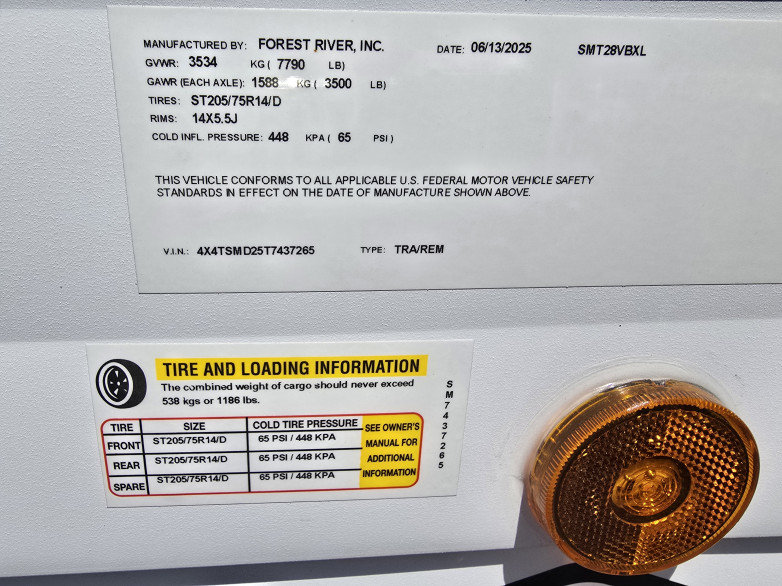 MANUFACTURED BY: FOREST RIVER, INC. DATE: 06/13/2025 SMT28VBXL
GVWR: 3534 KG ( 7790 LB)
GAWR (EACH AXLE): 1588 KG ( 3500 LB)
TIRES: ST205/75R14/D
RIMS: 14X5.5J
COLD INFL. PRESSURE: 448 KPA ( 65 PSI )
THIS VEHICLE CONFORMS TO ALL APPLICABLE U.S. FEDERAL MOTOR VEHICLE SAFETY
STANDARDS IN EFFECT ON THE DATE OF MANUFACTURE SHOWN ABOVE.
V.I.N.: 4X4TSMD25T7437265 TYPE: TRA/REM
TIRE AND LOADING INFORMATION
The combined weight of cargo should never exceed
538 kgs or 1186 lbs.
TIRE SIZE COLD TIRE PRESSURE SEE OWNER'S
FRONT ST205/75R14/D 65 PSI / 448 KPA MANUAL FOR
REAR ST205/75R14/D 65 PSI / 448 KPA ADDITIONAL
SPARE ST205/75R14/D 65 PSI / 448 KPA INFORMATION
SM7437265